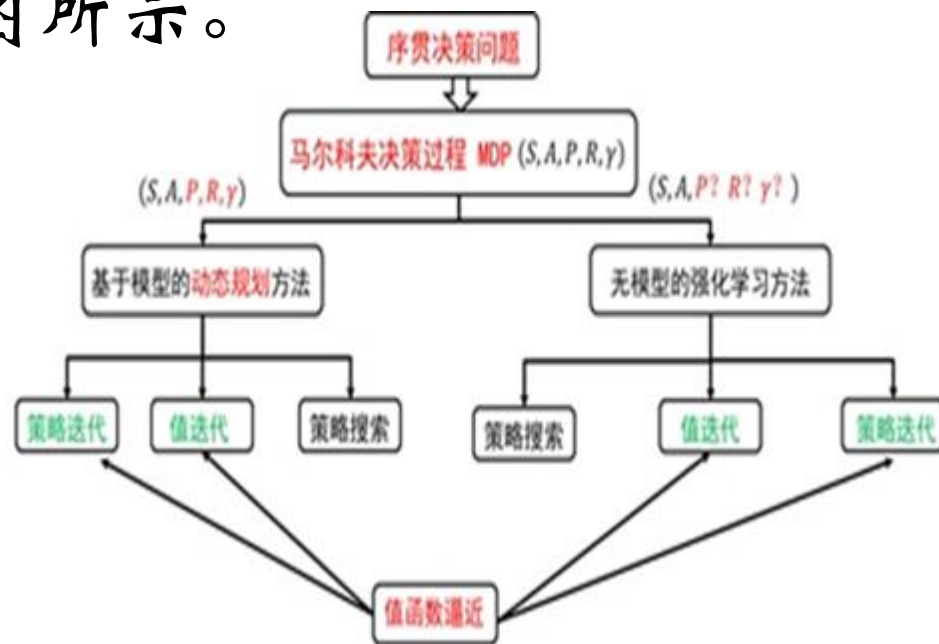 所示。
序贯决策问题
马尔科夫决策过程 MDP (S,A,P,R,γ)
(S,A,P,R,γ)
(S,A,P? R? γ? )
基于模型的动态规划方法
无模型的强化学习方法
策略迭代
值迭代
策略搜索
策略搜索
值迭代
策略迭代
值函数逼近